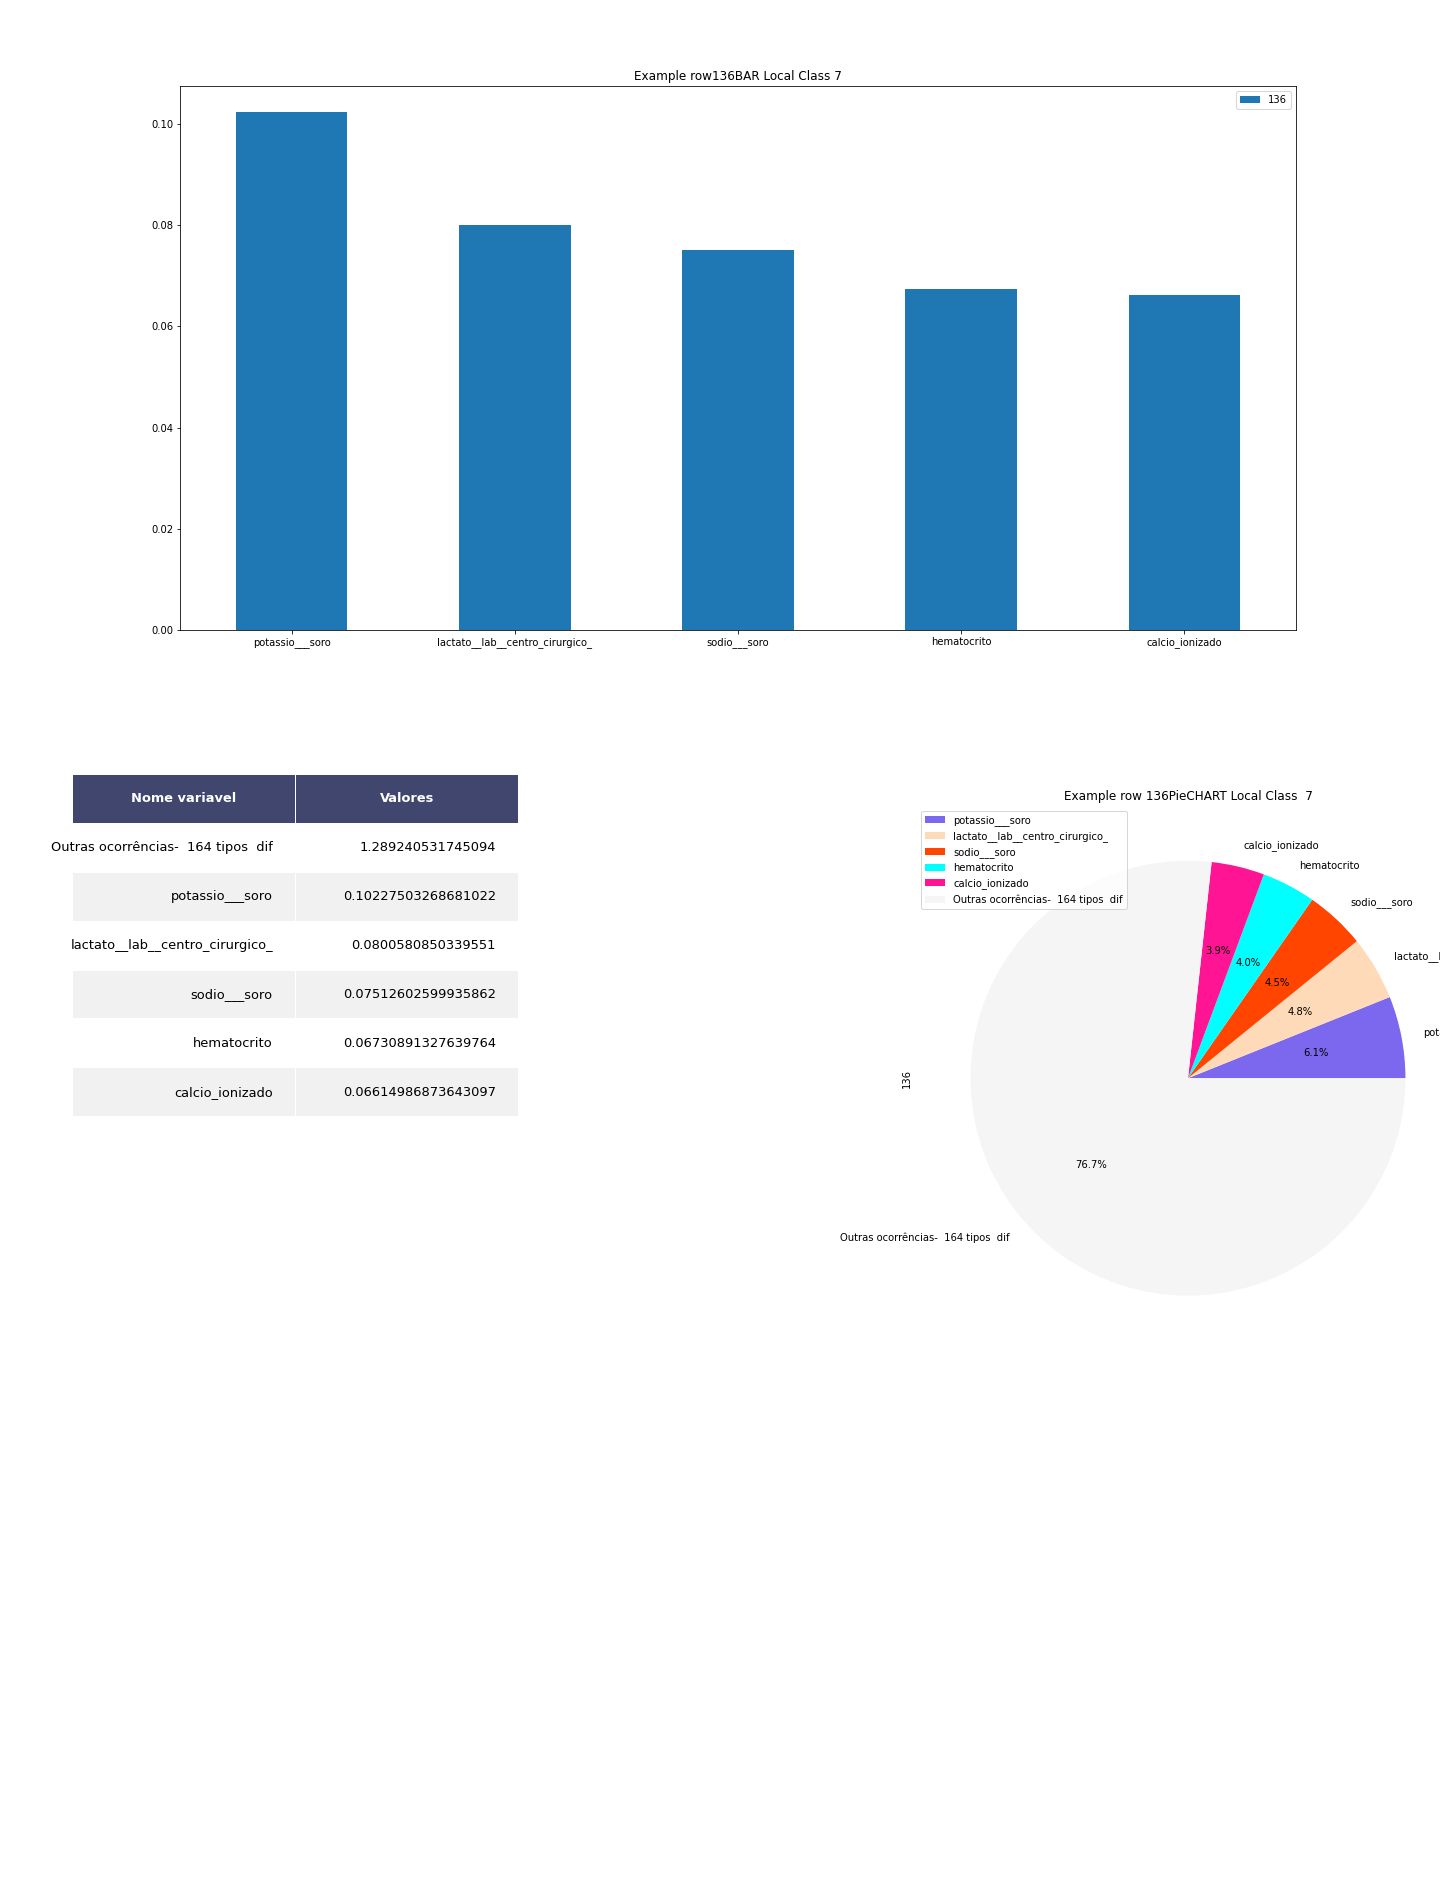 Example row136BAR Local Class 7
136
0.10
0.08
0.06
0.04
0.02
0.00
potassio___soro
lactato__lab__centro_cirurgico_
sodio___soro
hematocrito
calcio_ionizado
Nome variavel Valores
Outras ocorrências-  164 tipos  dif 1.289240531745094
potassio___soro 0.10227503268681022
lactato__lab__centro_cirurgico_ 0.0800580850339551
sodio___soro 0.07512602599935862
hematocrito 0.06730891327639764
calcio_ionizado 0.06614986873643097
Example row 136PieCHART Local Class  7
potassio___soro
lactato__lab__centro_cirurgico_
sodio___soro
hematocrito
calcio_ionizado
Outras ocorrências-  164 tipos  dif
calcio_ionizado
hematocrito
sodio___soro
lactato__l
pot
3.9%
4.0%
4.5%
4.8%
6.1%
136
76.7%
Outras ocorrências-  164 tipos  dif